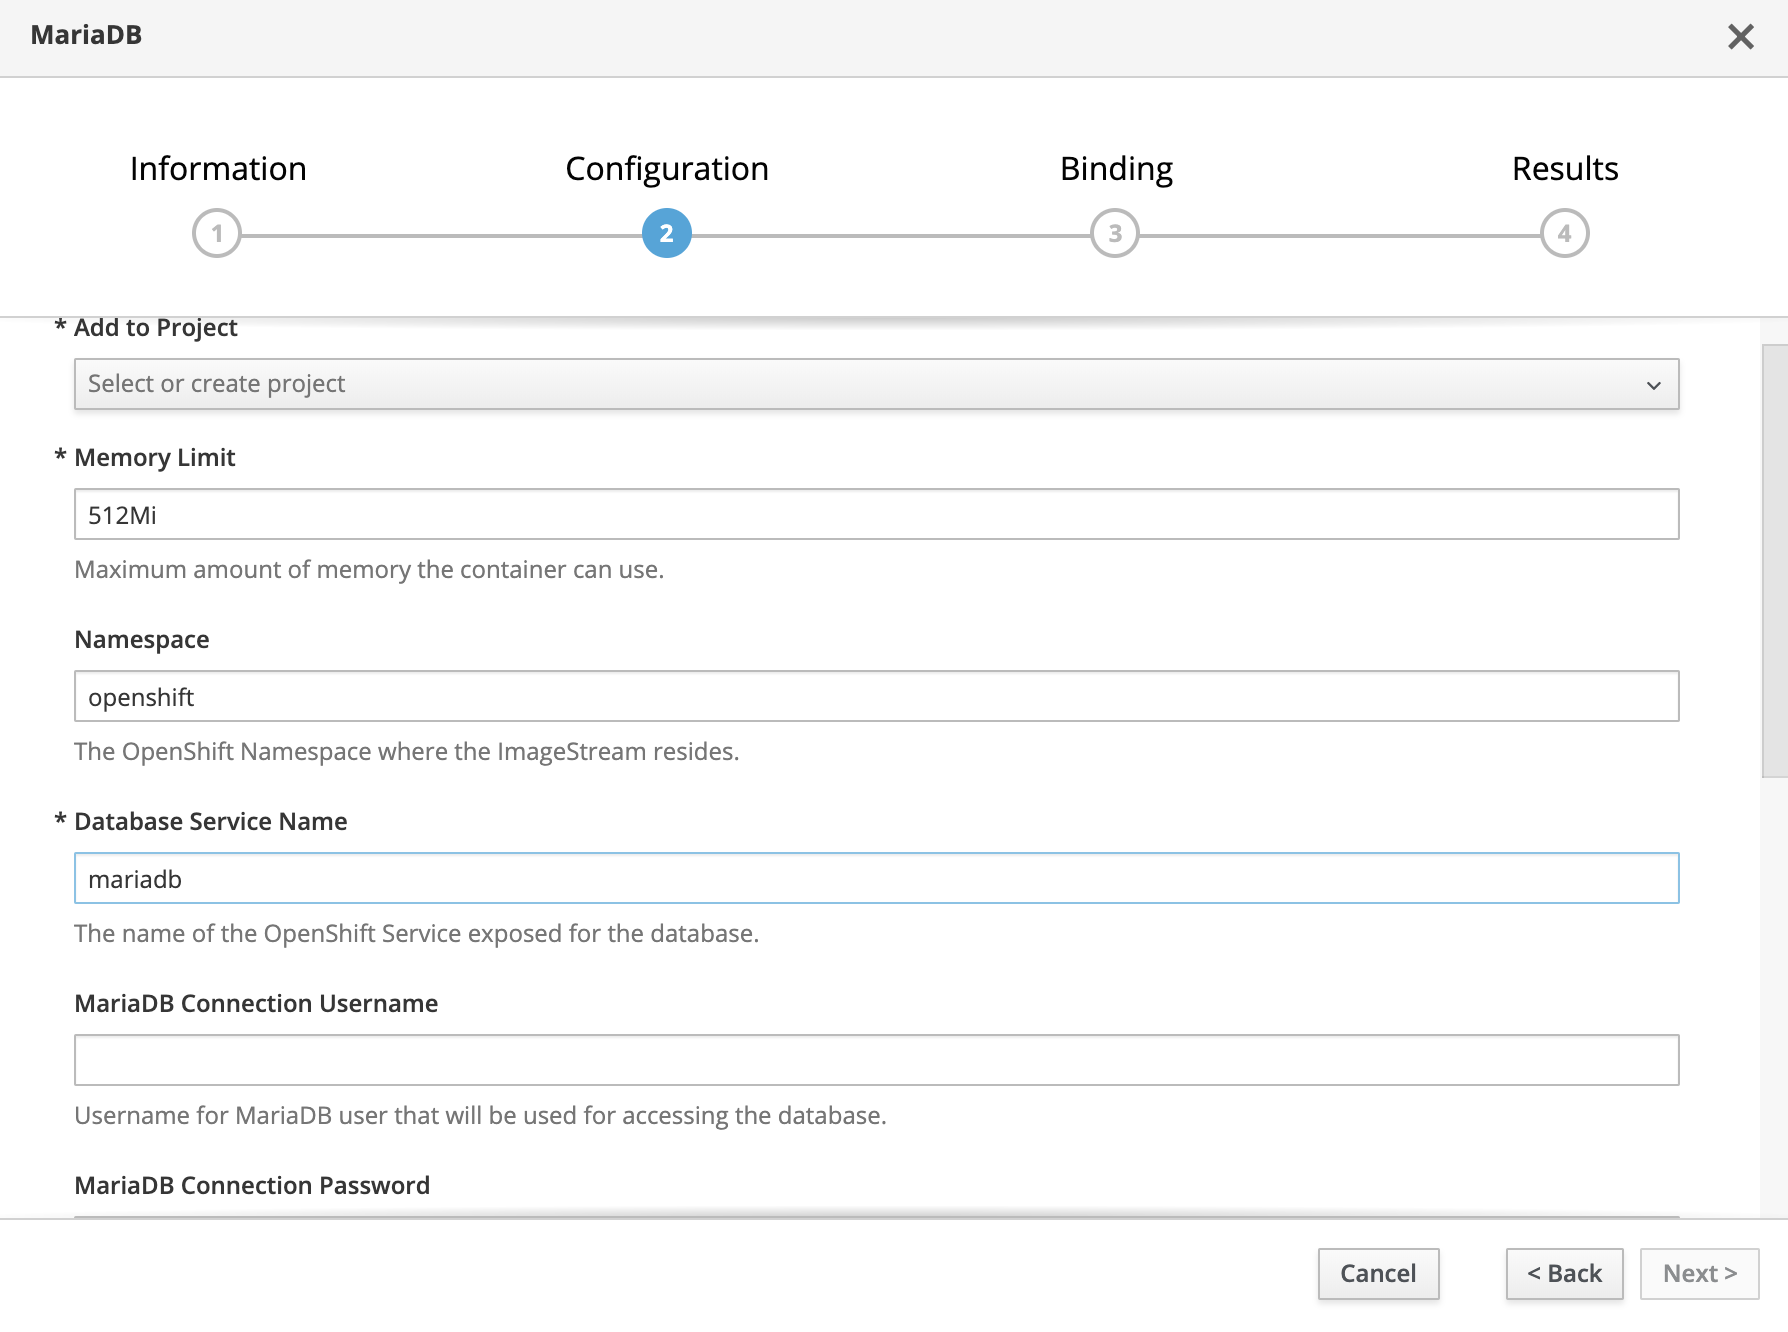 MariaDB
Information Configuration Binding Results
1 2 3 4
* Add to Project
Select or create project
* Memory Limit
512Mi
Maximum amount of memory the container can use.
Namespace
openshift
The OpenShift Namespace where the ImageStream resides.
* Database Service Name
mariadb
The name of the OpenShift Service exposed for the database.
MariaDB Connection Username
Username for MariaDB user that will be used for accessing the database.
MariaDB Connection Password
Cancel < Back Next >